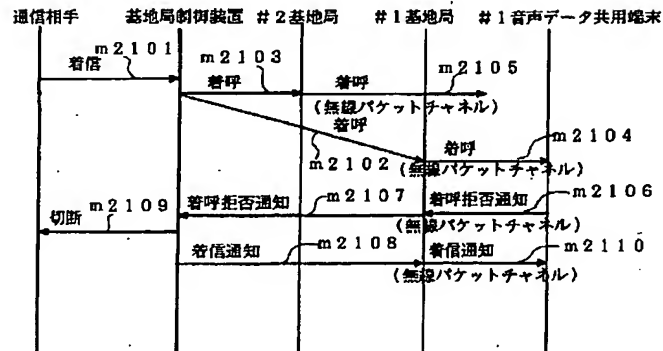 通信相手 基地局制御装置 #2基地局 #1基地局 #1音声データ共用端末
m2101
着信
m2103
着呼
着呼
m2105
(無線パケットチャネル)
着呼
m2102
着呼
m2104
(無線パケットチャネル)
着呼拒否通知
m2107
着呼拒否通知
m2106
(無線パケットチャネル)
切断
m2109
着信通知
m2108
着信通知
m2110
(無線パケットチャネル)